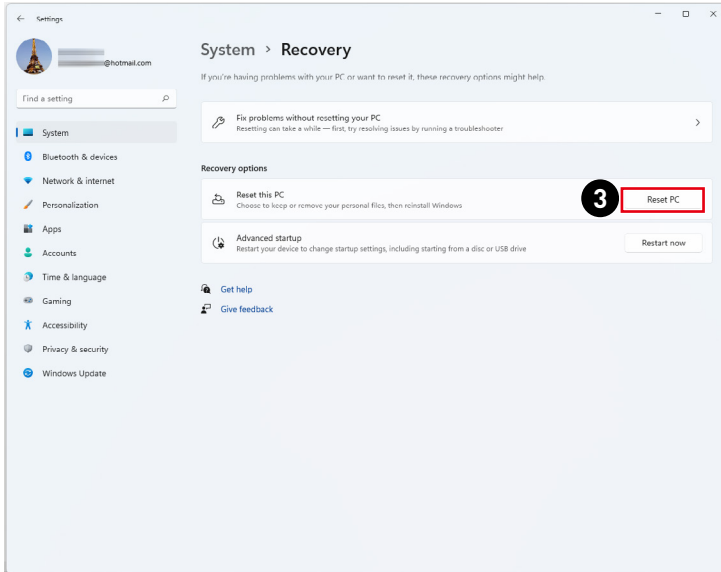 Settings
@hotmail.com
Find a setting
System
Bluetooth & devices
Network & internet
Personalization
Apps
Accounts
Time & language
Gaming
Accessibility
Privacy & security
Windows Update
System > Recovery
If you're having problems with your PC or want to reset it, these recovery options might help.
Fix problems without resetting your PC
Resetting can take a while — first, try resolving issues by running a troubleshooter
Recovery options
Reset this PC
Choose to keep or remove your personal files, then reinstall Windows
3
Reset PC
Advanced startup
Restart your device to change startup settings, including starting from a disc or USB drive
Restart now
Get help
Give feedback